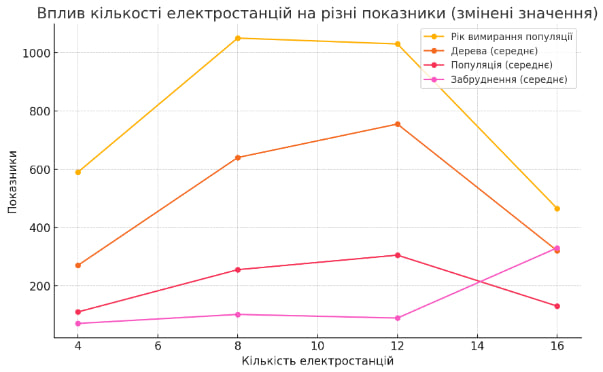 Вплив кількості електростанцій на різні показники (змінені значення)
Рік вимирання популяції
Дерева (середнє)
Популяція (середнє)
Забруднення (середнє)
1000
800
600
400
200
Показники
4
6
8
10
12
14
16
Кількість електростанцій